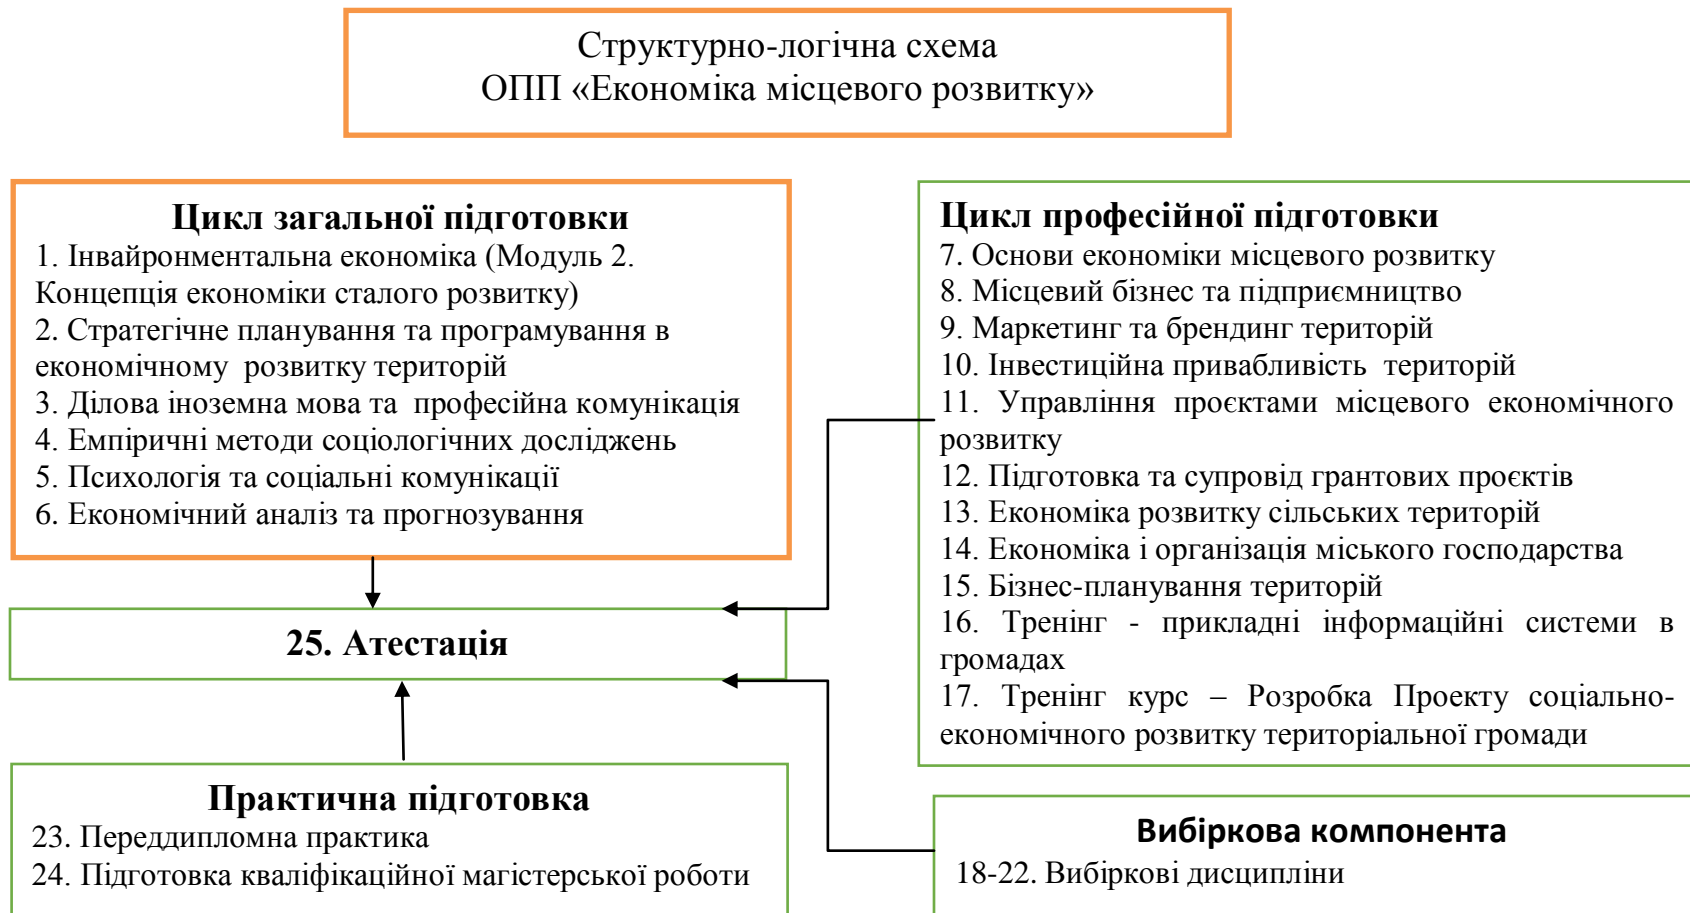 Структурно-логічна схема
ОПП «Економіка місцевого розвитку»
Цикл загальної підготовки
1. Інвайронментальна економіка (Модуль 2.
Концепція економіки сталого розвитку)
2. Стратегічне планування та програмування в
економічному розвитку територій
3. Ділова іноземна мова та професійна комунікація
4. Емпіричні методи соціологічних досліджень
5. Психологія та соціальні комунікації
6. Економічний аналіз та прогнозування
Цикл професійної підготовки
7. Основи економіки місцевого розвитку
8. Місцевий бізнес та підприємництво
9. Маркетинг та брендинг територій
10. Інвестиційна привабливість територій
11. Управління проєктами місцевого економічного
розвитку
12. Підготовка та супровід грантових проєктів
13. Економіка розвитку сільських територій
14. Економіка і організація міського господарства
15. Бізнес-планування територій
16. Тренінг - прикладні інформаційні системи в
громадах
17. Тренінг курс – Розробка Проекту соціально-
економічного розвитку територіальної громади
25. Атестація
Практична підготовка
23. Переддипломна практика
24. Підготовка кваліфікаційної магістерської роботи
Вибіркова компонента
18-22. Вибіркові дисципліни